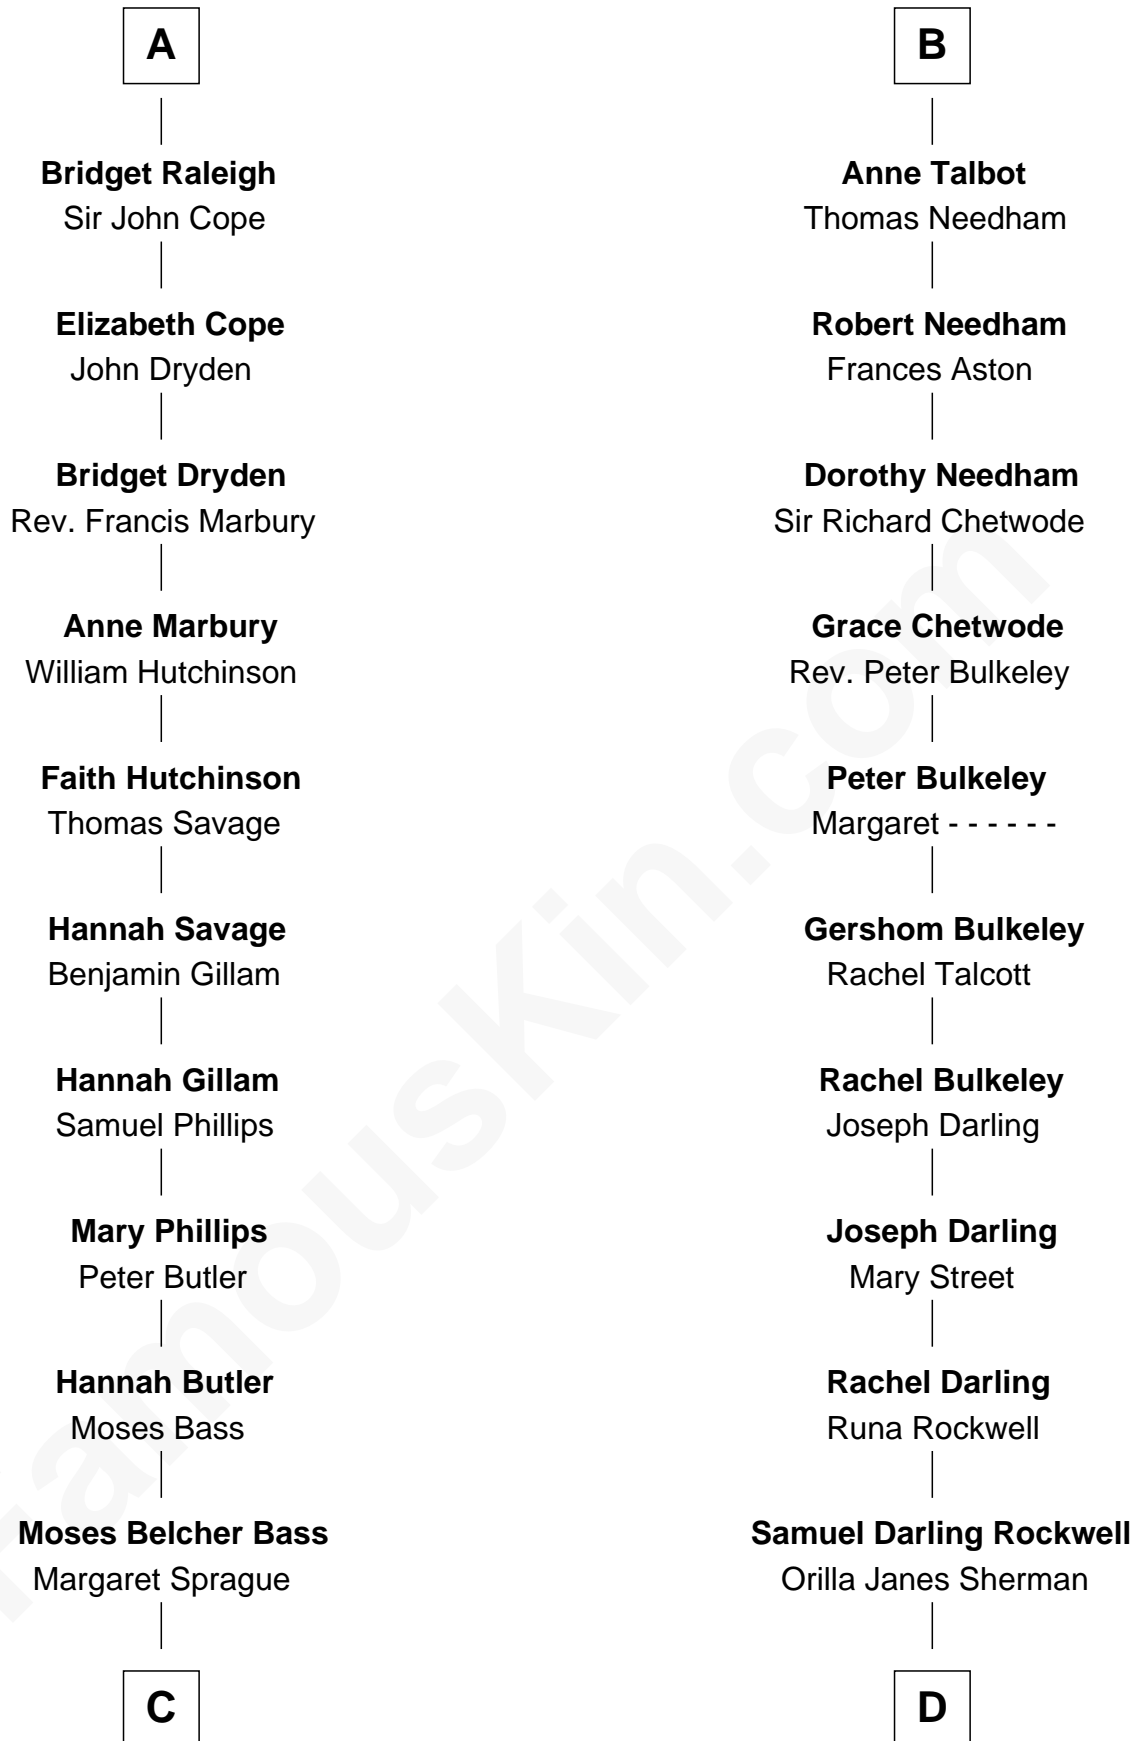 A
Bridget Raleigh
Sir John Cope
Elizabeth Cope
John Dryden
Bridget Dryden
Rev. Francis Marbury
Anne Marbury
William Hutchinson
Faith Hutchinson
Thomas Savage
Hannah Savage
Benjamin Gillam
Hannah Gillam
Samuel Phillips
Mary Phillips
Peter Butler
Hannah Butler
Moses Bass
Moses Belcher Bass
Margaret Sprague
C
B
Anne Talbot
Thomas Needham
Robert Needham
Frances Aston
Dorothy Needham
Sir Richard Chetwode
Grace Chetwode
Rev. Peter Bulkeley
Peter Bulkeley
Margaret - - - - - -
Gershom Bulkeley
Rachel Talcott
Rachel Bulkeley
Joseph Darling
Joseph Darling
Mary Street
Rachel Darling
Runa Rockwell
Samuel Darling Rockwell
Orilla Janes Sherman
D
FamousKin.com